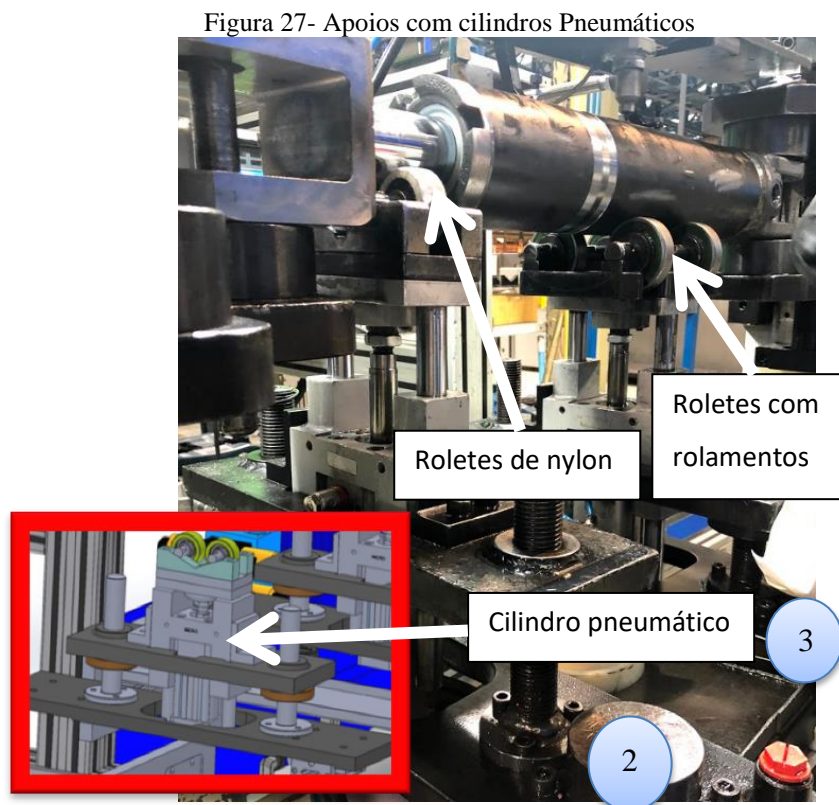 Figura 27- Apoios com cilindros Pneumáticos
Roletes com
rolamentos
Roletes de nylon
Cilindro pneumático
3
2